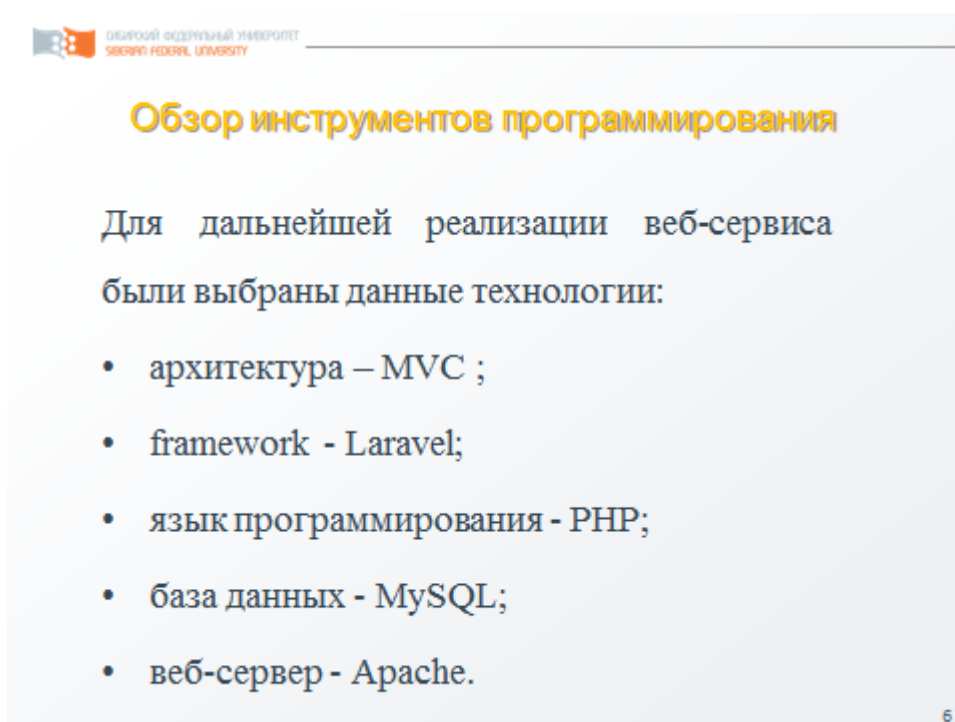 СИБИРСКИЙ ФЕДЕРАЛЬНЫЙ УНИВЕРСИТЕТ
SIBERIAN FEDERAL UNIVERSITY
Обзор инструментов программирования
Для дальнейшей реализации веб-сервиса
были выбраны данные технологии:
• архитектура – MVC ;
• framework - Laravel;
• язык программирования - PHP;
• база данных - MySQL;
• веб-сервер - Apache.
6